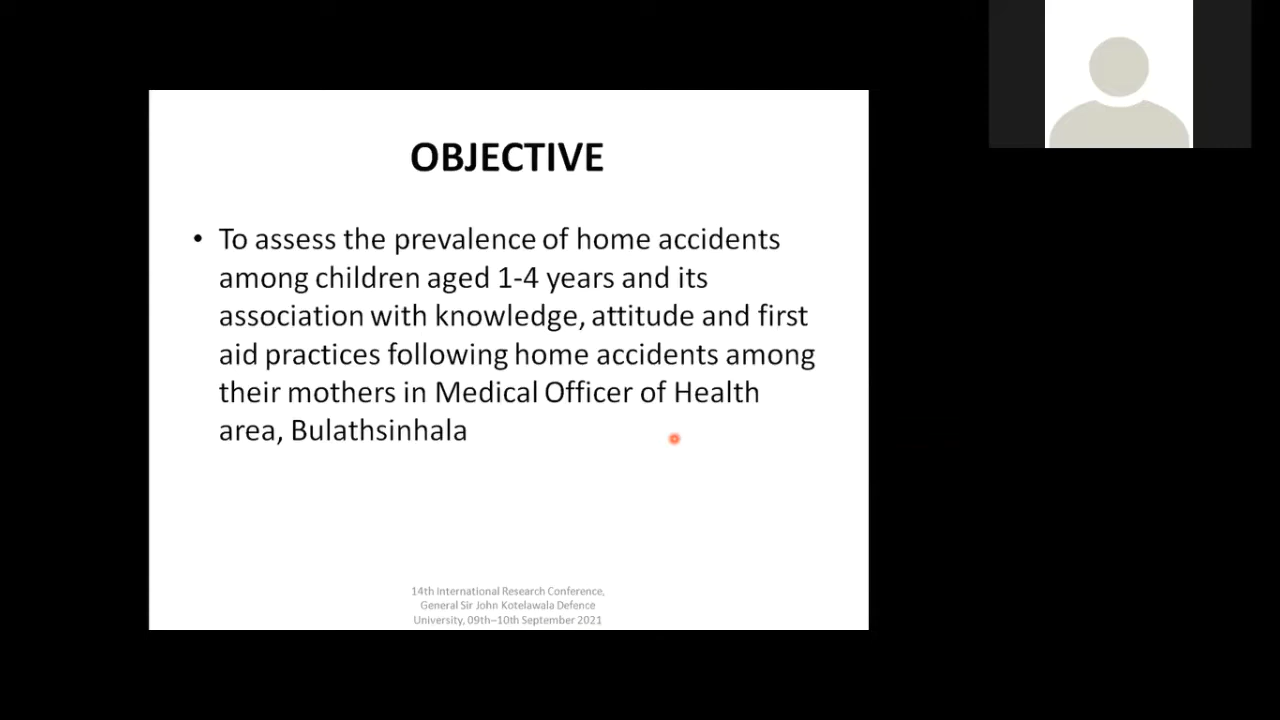 OBJECTIVE
• To assess the prevalence of home accidents
among children aged 1-4 years and its
association with knowledge, attitude and first
aid practices following home accidents among
their mothers in Medical Officer of Health
area, Bulathsinhala
14th International Research Conference,
General Sir John Kotelawala Defence
University, 09th–10th September 2021